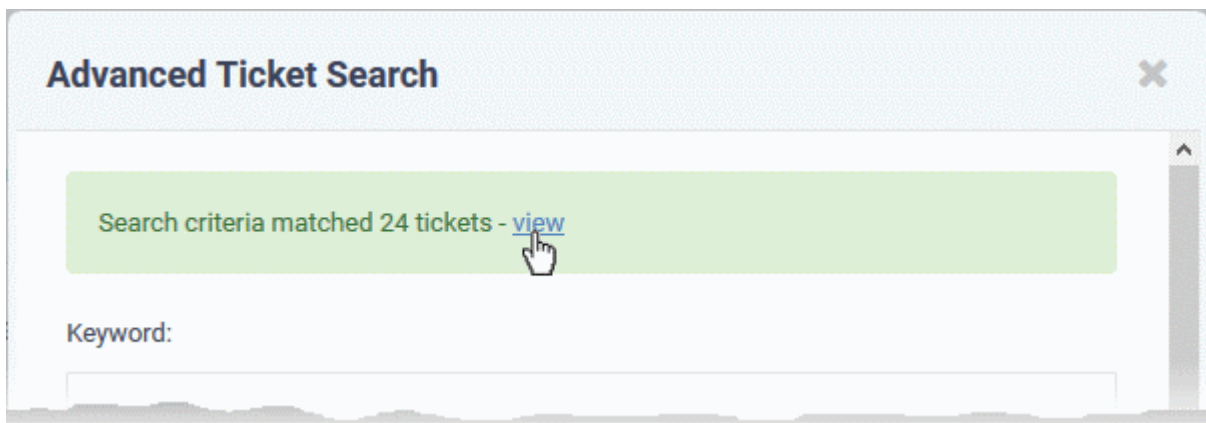 Advanced Ticket Search
Search criteria matched 24 tickets - view
Keyword: